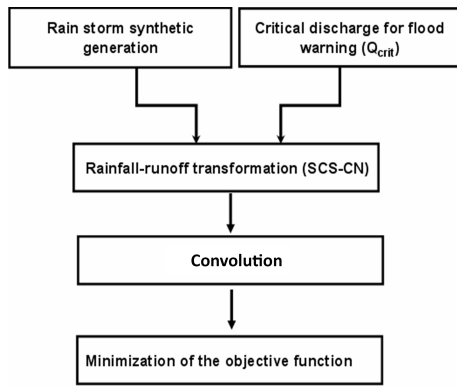 Rain storm synthetic
generation
Critical discharge for flood
warning (Qcrit)
Rainfall-runoff transformation (SCS-CN)
Convolution
Minimization of the objective function